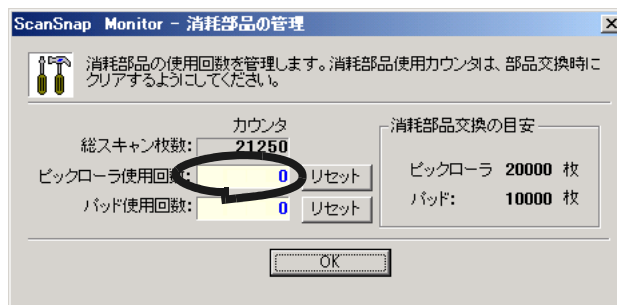 ScanSnap Monitor - 消耗部品の管理
消耗部品の使用回数を管理します。消耗部品使用カウンタは、部品交換時に
クリアするようにしてください。
カウンタ
総スキャン枚数: 21250
ピックローラ使用回数: 0 リセット
パッド使用回数: 0 リセット
消耗部品交換の目安
ピックローラ 20000 枚
パッド: 10000 枚
OK